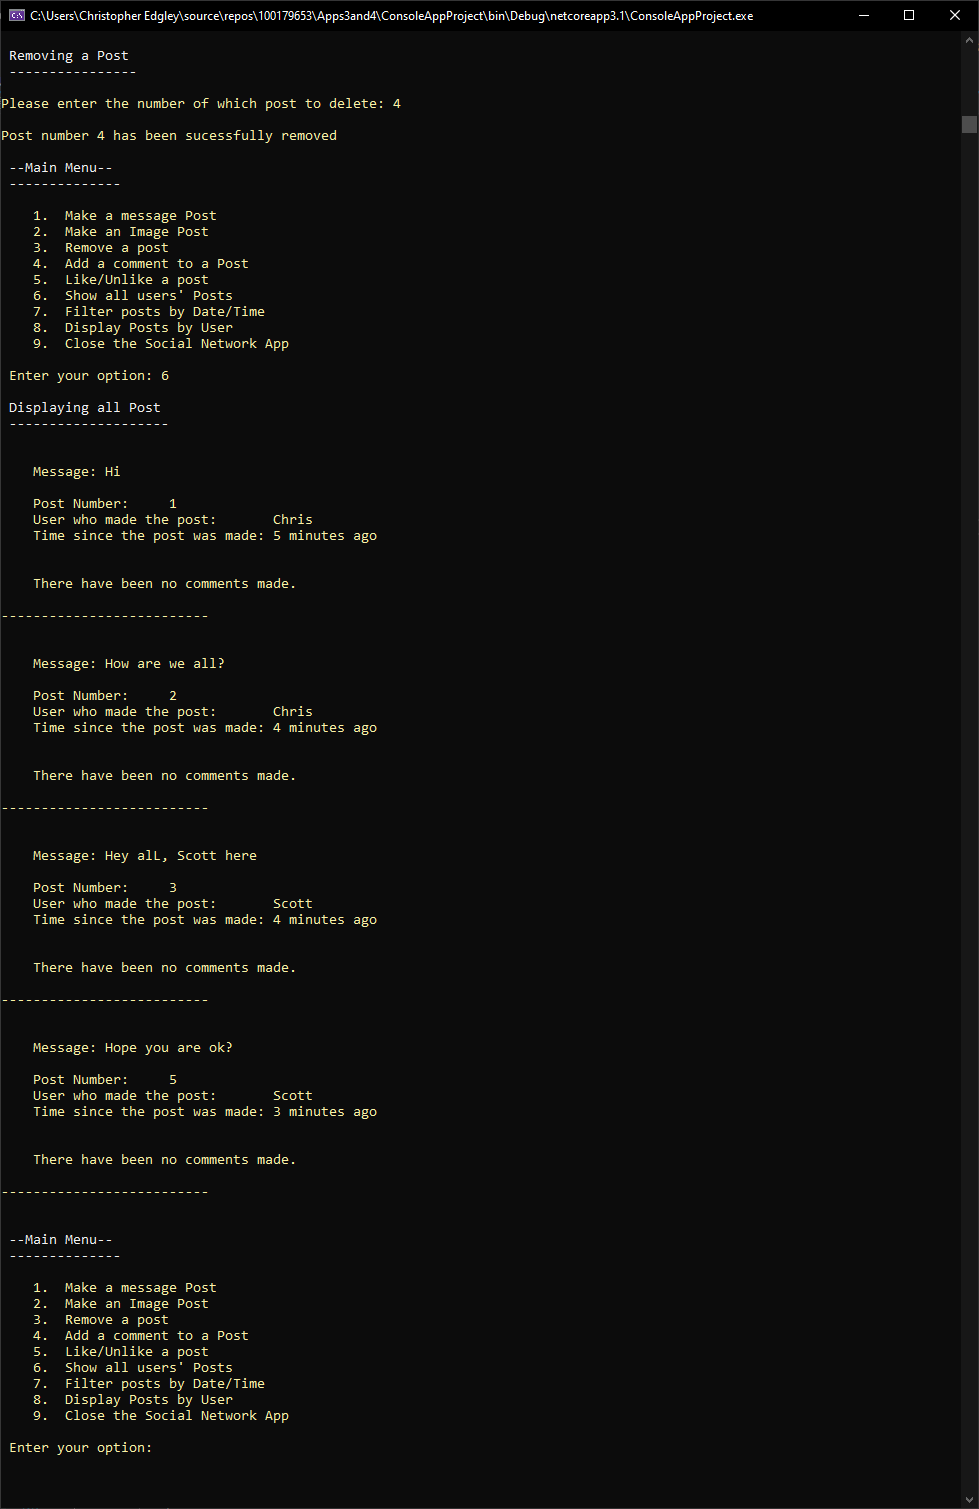 C:\Users\Christopher Edgley\source\repos\100179653\Apps3and4\ConsoleAppProject\bin\Debug\netcoreapp3.1\ConsoleAppProject.exe
Removing a Post
----------------
Please enter the number of which post to delete: 4
Post number 4 has been sucessfully removed
--Main Menu--
--------------
1. Make a message Post
2. Make an Image Post
3. Remove a post
4. Add a comment to a Post
5. Like/Unlike a post
6. Show all users' Posts
7. Filter posts by Date/Time
8. Display Posts by User
9. Close the Social Network App
Enter your option: 6
Displaying all Post
--------------------
Message: Hi
Post Number: 1
User who made the post: Chris
Time since the post was made: 5 minutes ago
There have been no comments made.
--------------------------
Message: How are we all?
Post Number: 2
User who made the post: Chris
Time since the post was made: 4 minutes ago
There have been no comments made.
--------------------------
Message: Hey alL, Scott here
Post Number: 3
User who made the post: Scott
Time since the post was made: 4 minutes ago
There have been no comments made.
--------------------------
Message: Hope you are ok?
Post Number: 5
User who made the post: Scott
Time since the post was made: 3 minutes ago
There have been no comments made.
--------------------------
--Main Menu--
--------------
1. Make a message Post
2. Make an Image Post
3. Remove a post
4. Add a comment to a Post
5. Like/Unlike a post
6. Show all users' Posts
7. Filter posts by Date/Time
8. Display Posts by User
9. Close the Social Network App
Enter your option: